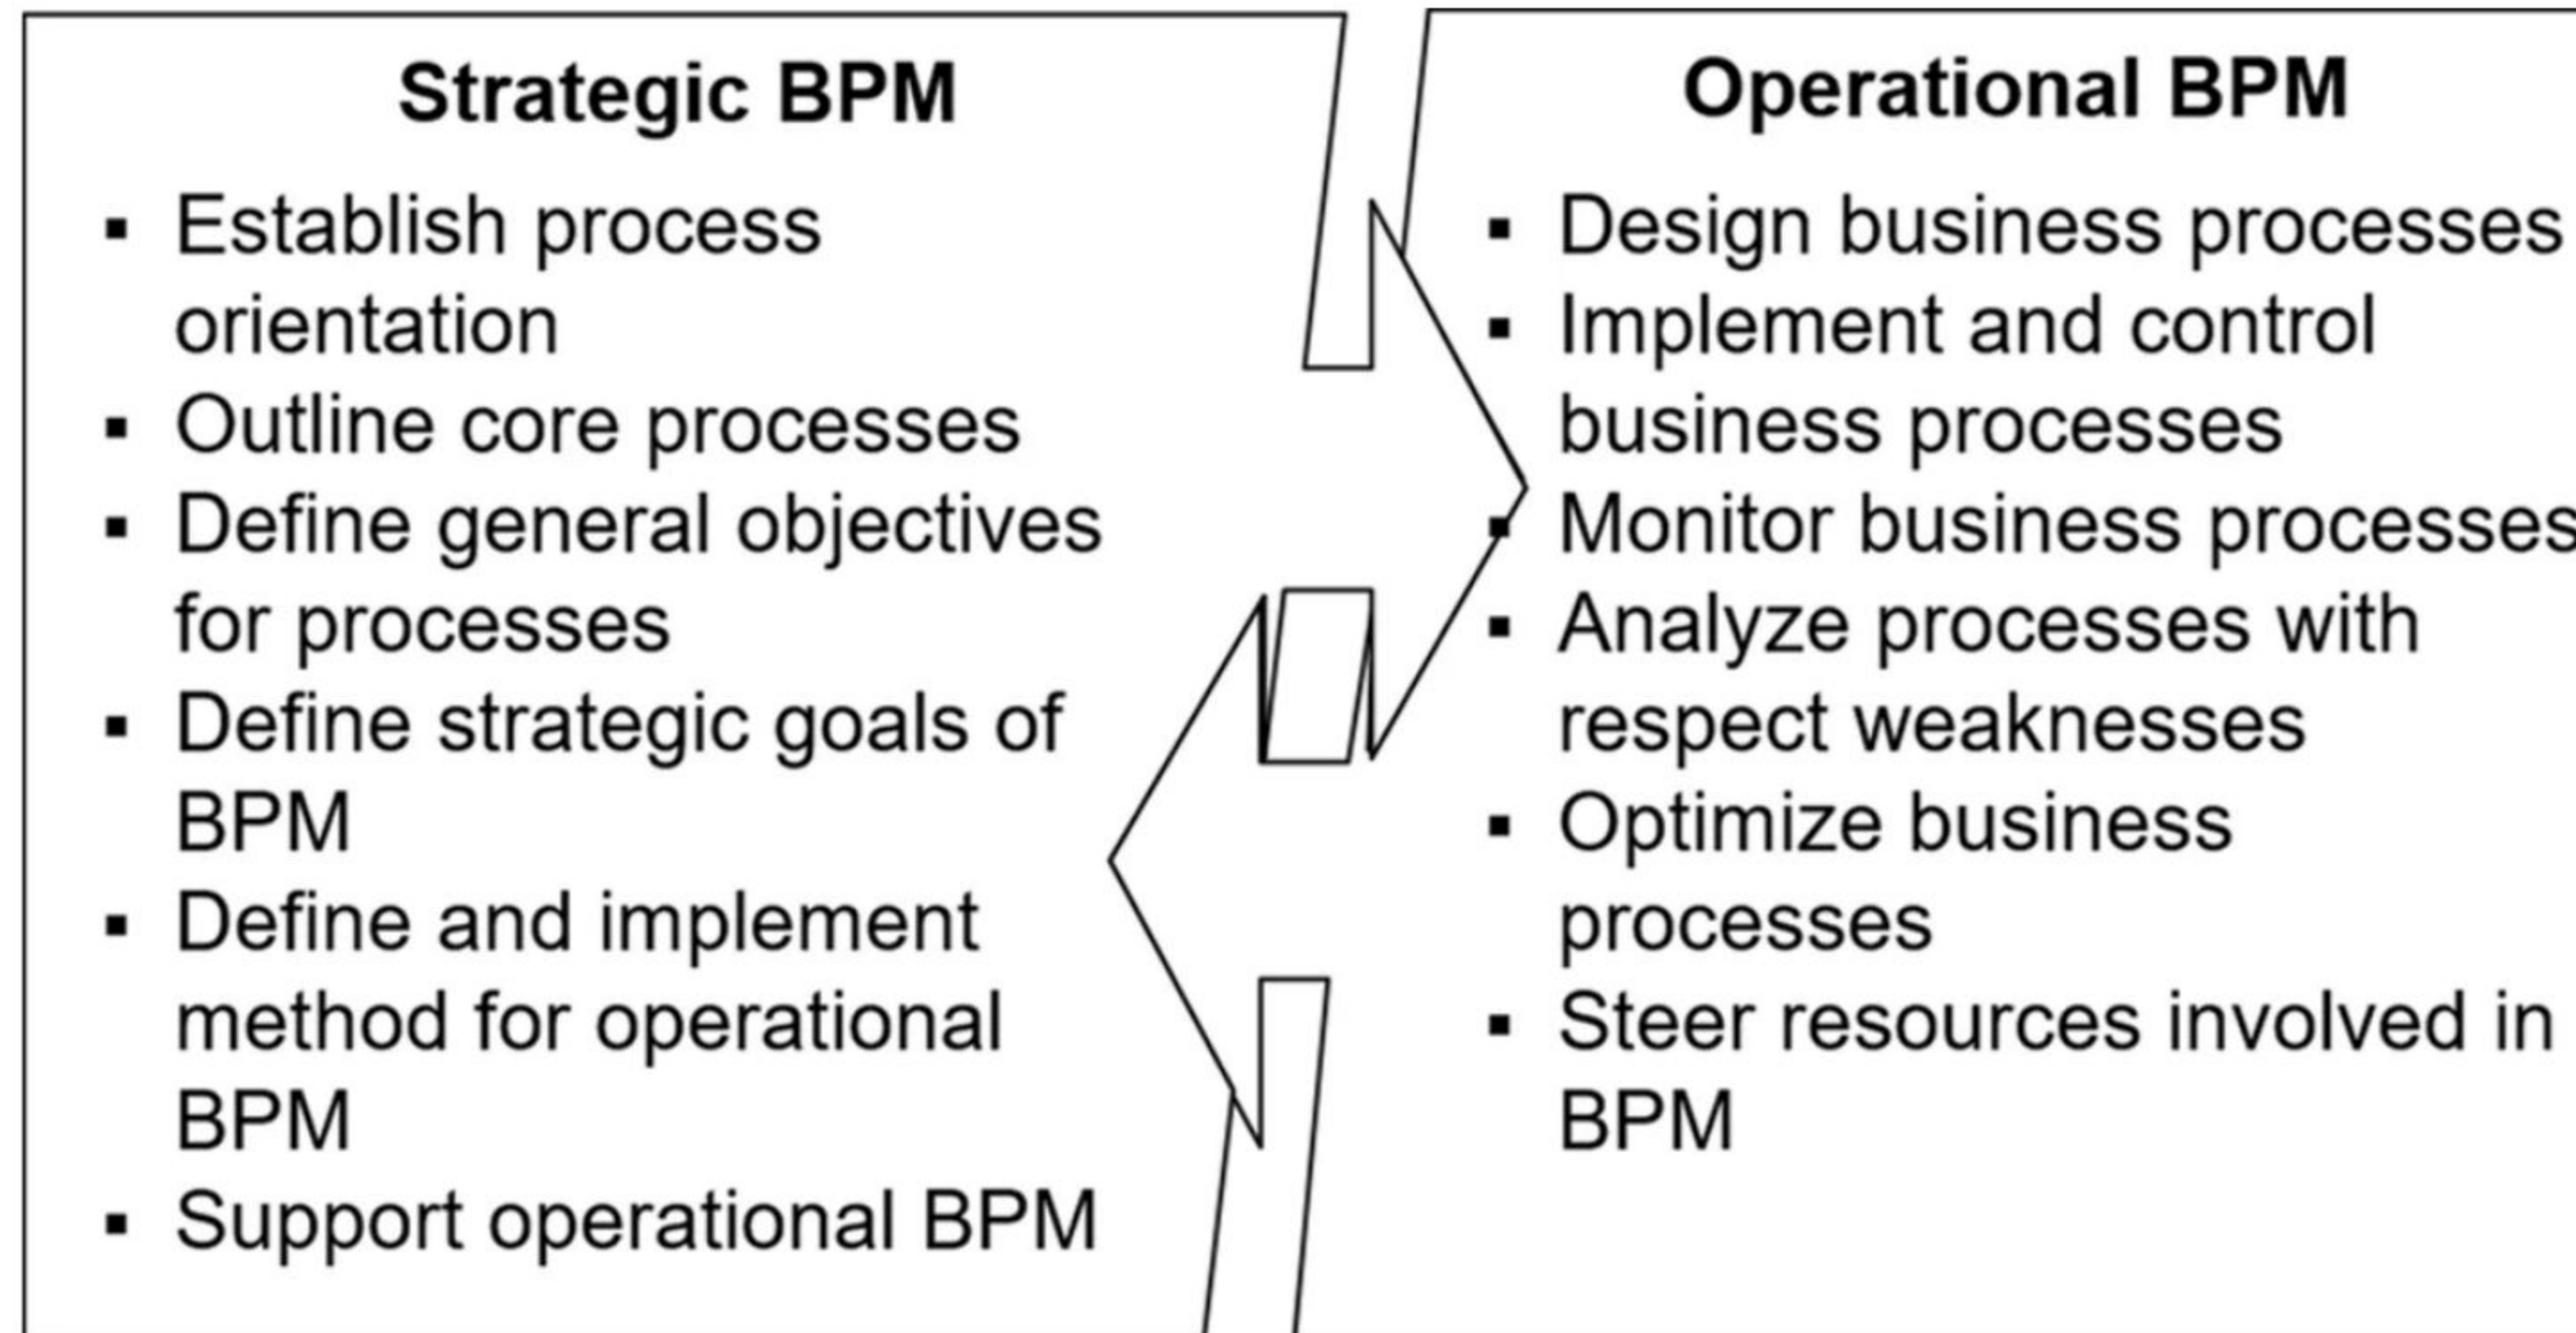 Strategic BPM
▪ Establish process
orientation
▪ Outline core processes
▪ Define general objectives
for processes
▪ Define strategic goals of
BPM
▪ Define and implement
method for operational
BPM
▪ Support operational BPM
Operational BPM
▪ Design business processes
▪ Implement and control
business processes
▪ Monitor business processes
▪ Analyze processes with
respect weaknesses
▪ Optimize business
processes
▪ Steer resources involved in
BPM